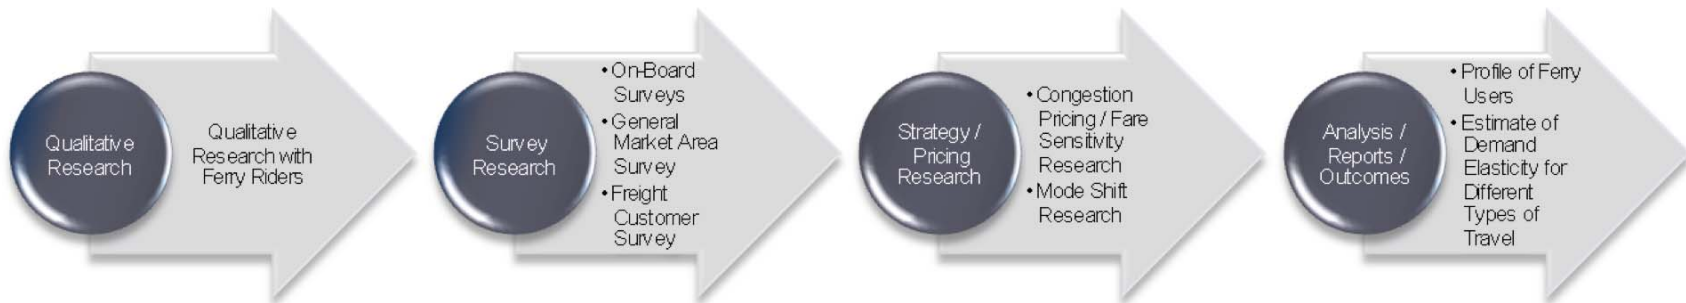 Qualitative
Research
Qualitative
Research with
Ferry Riders
Survey
Research
• On-Board
Surveys
• General
Market Area
Survey
• Freight
Customer
Survey
Strategy /
Pricing
Research
• Congestion
Pricing / Fare
Sensitivity
Research
• Mode Shift
Research
Analysis /
Reports /
Outcomes
• Profile of Ferry
Users
• Estimate of
Demand
Elasticity for
Different
Types of
Travel